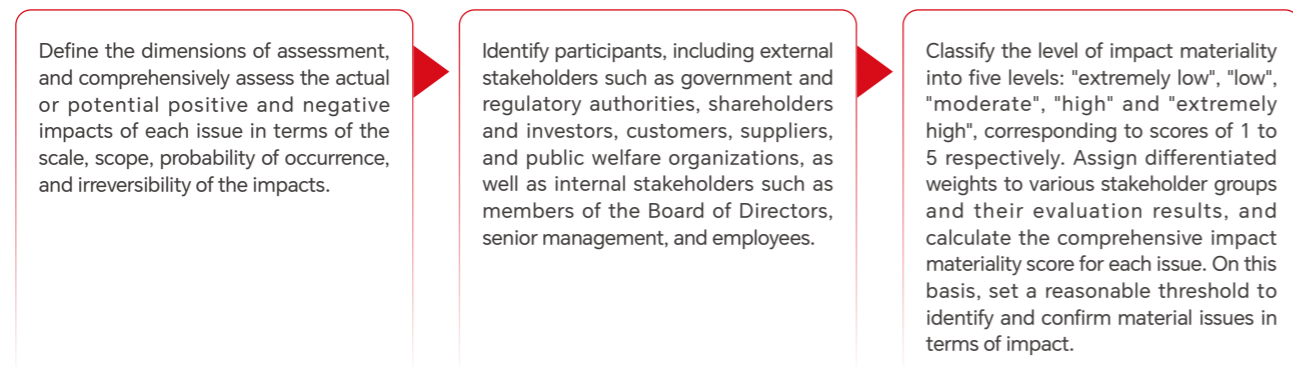 Define the dimensions of assessment,
and comprehensively assess the actual
or potential positive and negative
impacts of each issue in terms of the
scale, scope, probability of occurrence,
and irreversibility of the impacts.
Identify participants, including external
stakeholders such as government and
regulatory authorities, shareholders
and investors, customers, suppliers,
and public welfare organizations, as
well as internal stakeholders such as
members of the Board of Directors,
senior management, and employees.
Classify the level of impact materiality
into five levels: "extremely low", "low",
"moderate", "high" and "extremely
high", corresponding to scores of 1 to
5 respectively. Assign differentiated
weights to various stakeholder groups
and their evaluation results, and
calculate the comprehensive impact
materiality score for each issue. On this
basis, set a reasonable threshold to
identify and confirm material issues in
terms of impact.